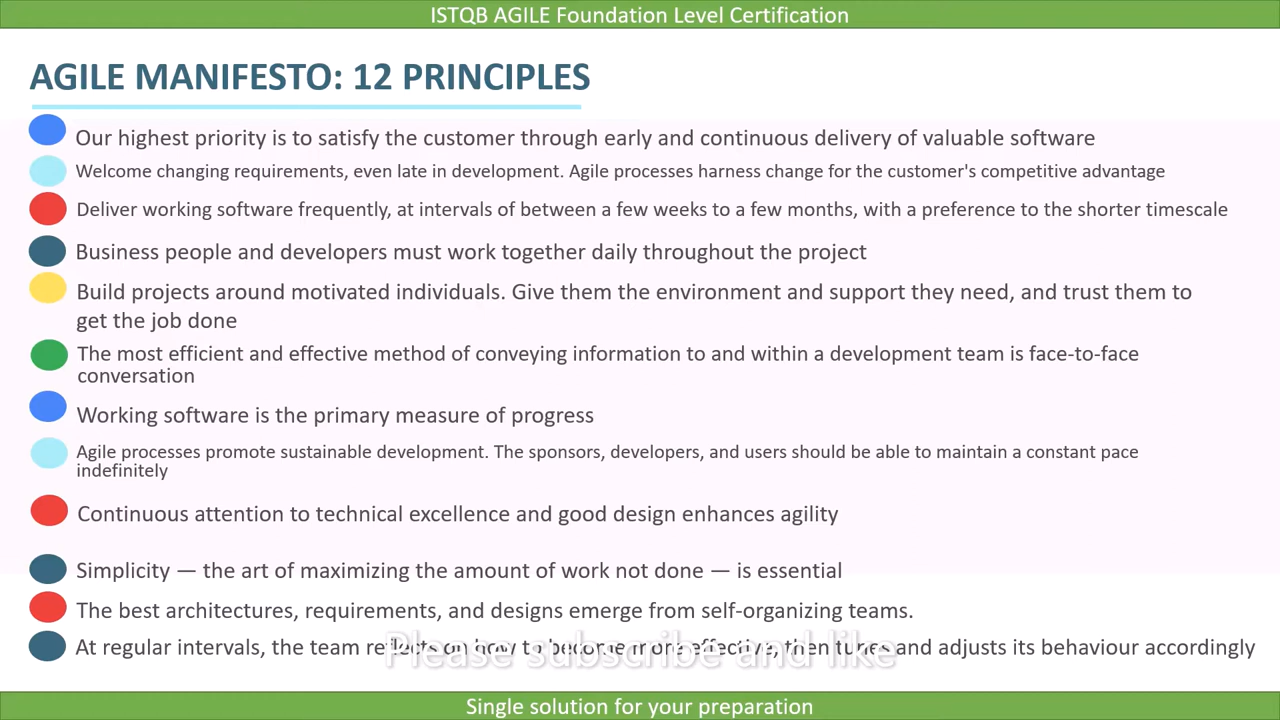 ISTQB AGILE Foundation Level Certification
AGILE MANIFESTO: 12 PRINCIPLES
Our highest priority is to satisfy the customer through early and continuous delivery of valuable software
Welcome changing requirements, even late in development. Agile processes harness change for the customer's competitive advantage
Deliver working software frequently, at intervals of between a few weeks to a few months, with a preference to the shorter timescale
Business people and developers must work together daily throughout the project
Build projects around motivated individuals. Give them the environment and support they need, and trust them to
get the job done
The most efficient and effective method of conveying information to and within a development team is face-to-face
conversation
Working software is the primary measure of progress
Agile processes promote sustainable development. The sponsors, developers, and users should be able to maintain a constant pace
indefinitely
Continuous attention to technical excellence and good design enhances agility
Simplicity — the art of maximizing the amount of work not done — is essential
The best architectures, requirements, and designs emerge from self-organizing teams.
At regular intervals, the team reflects on how to become more effective, then tunes and adjusts its behaviour accordingly
Please subscribe and like
Single solution for your preparation